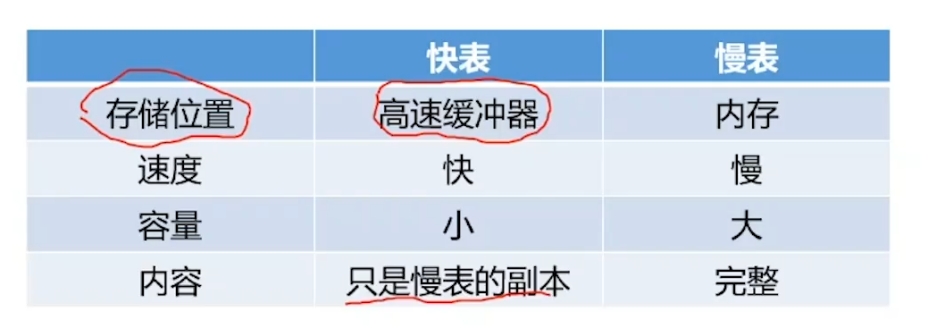 快表 慢表
存储位置 高速缓冲器 内存
速度 快 慢
容量 小 大
内容 只是慢表的副本 完整